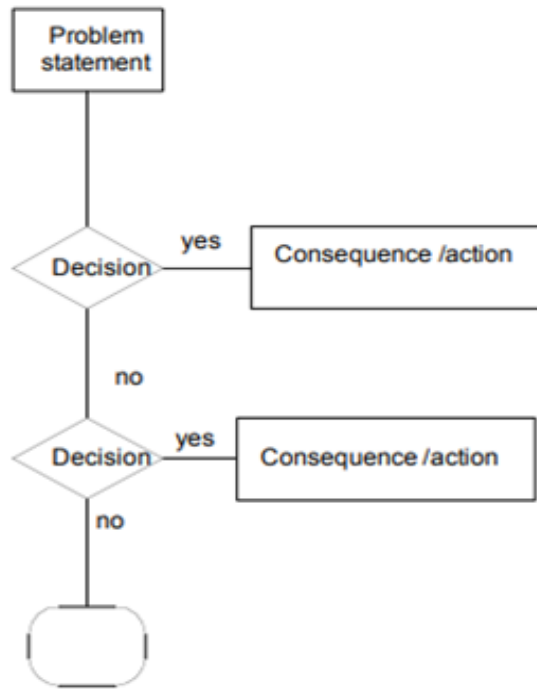 Problem
statement
yes
Decision
Consequence /action
no
yes
Decision
Consequence /action
no